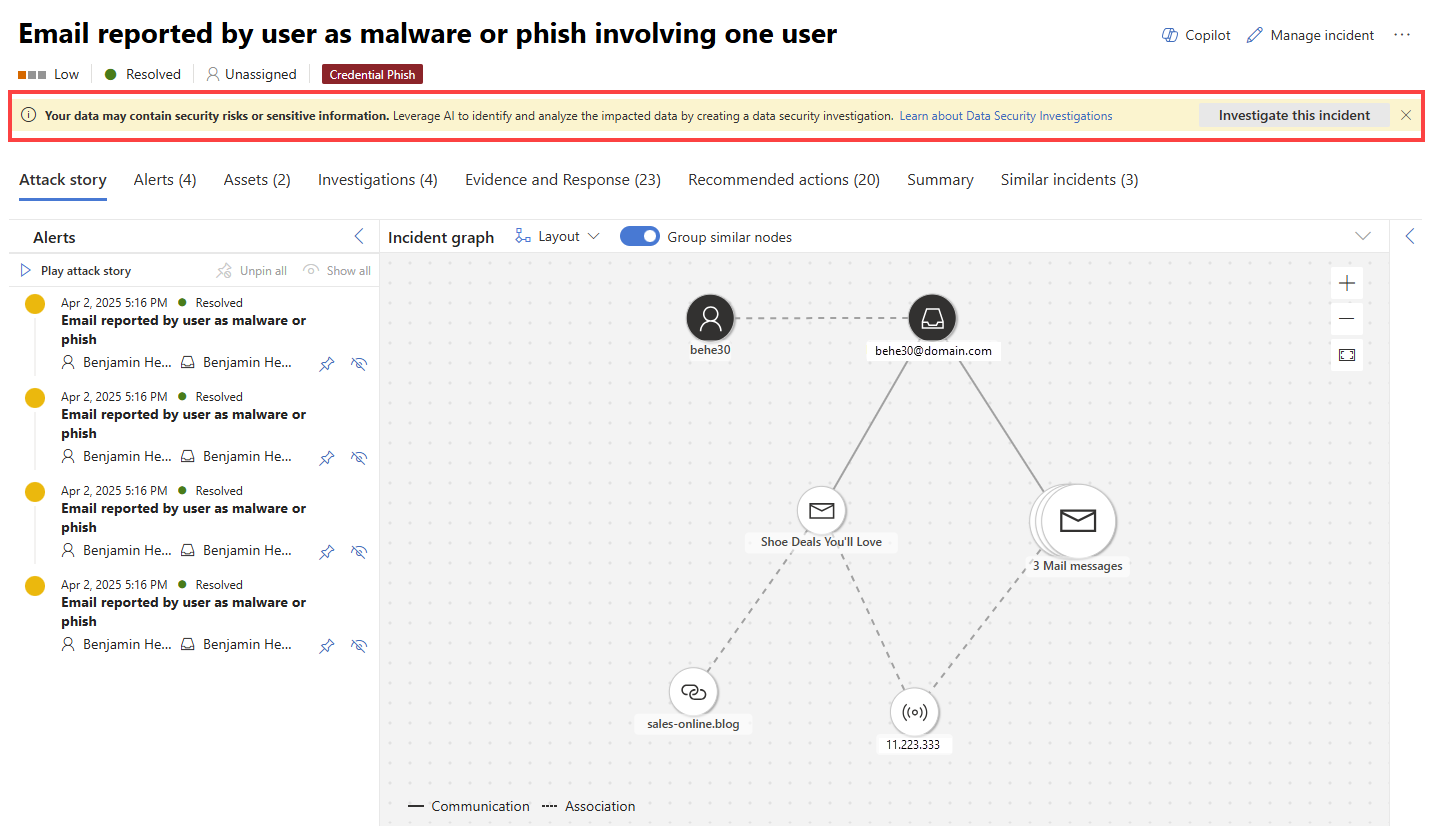 Email reported by user as malware or phish involving one user
Copilot
Manage incident
Low
Resolved
Unassigned
Credential Phish
Your data may contain security risks or sensitive information. Leverage AI to identify and analyze the impacted data by creating a data security investigation. Learn about Data Security Investigations
Investigate this incident
Attack story
Alerts (4)
Assets (2)
Investigations (4)
Evidence and Response (23)
Recommended actions (20)
Summary
Similar incidents (3)
Alerts
Play attack story
Unpin all
Show all
Apr 2, 2025 5:16 PM
Resolved
Email reported by user as malware or
phish
Benjamin He...
Benjamin He...
Apr 2, 2025 5:16 PM
Resolved
Email reported by user as malware or
phish
Benjamin He...
Benjamin He...
Apr 2, 2025 5:16 PM
Resolved
Email reported by user as malware or
phish
Benjamin He...
Benjamin He...
Apr 2, 2025 5:16 PM
Resolved
Email reported by user as malware or
phish
Benjamin He...
Benjamin He...
Incident graph
Layout
Group similar nodes
behe30
behe30@domain.com
Shoe Deals You'll Love
3 Mail messages
sales-online.blog
11.223.333
Communication
Association